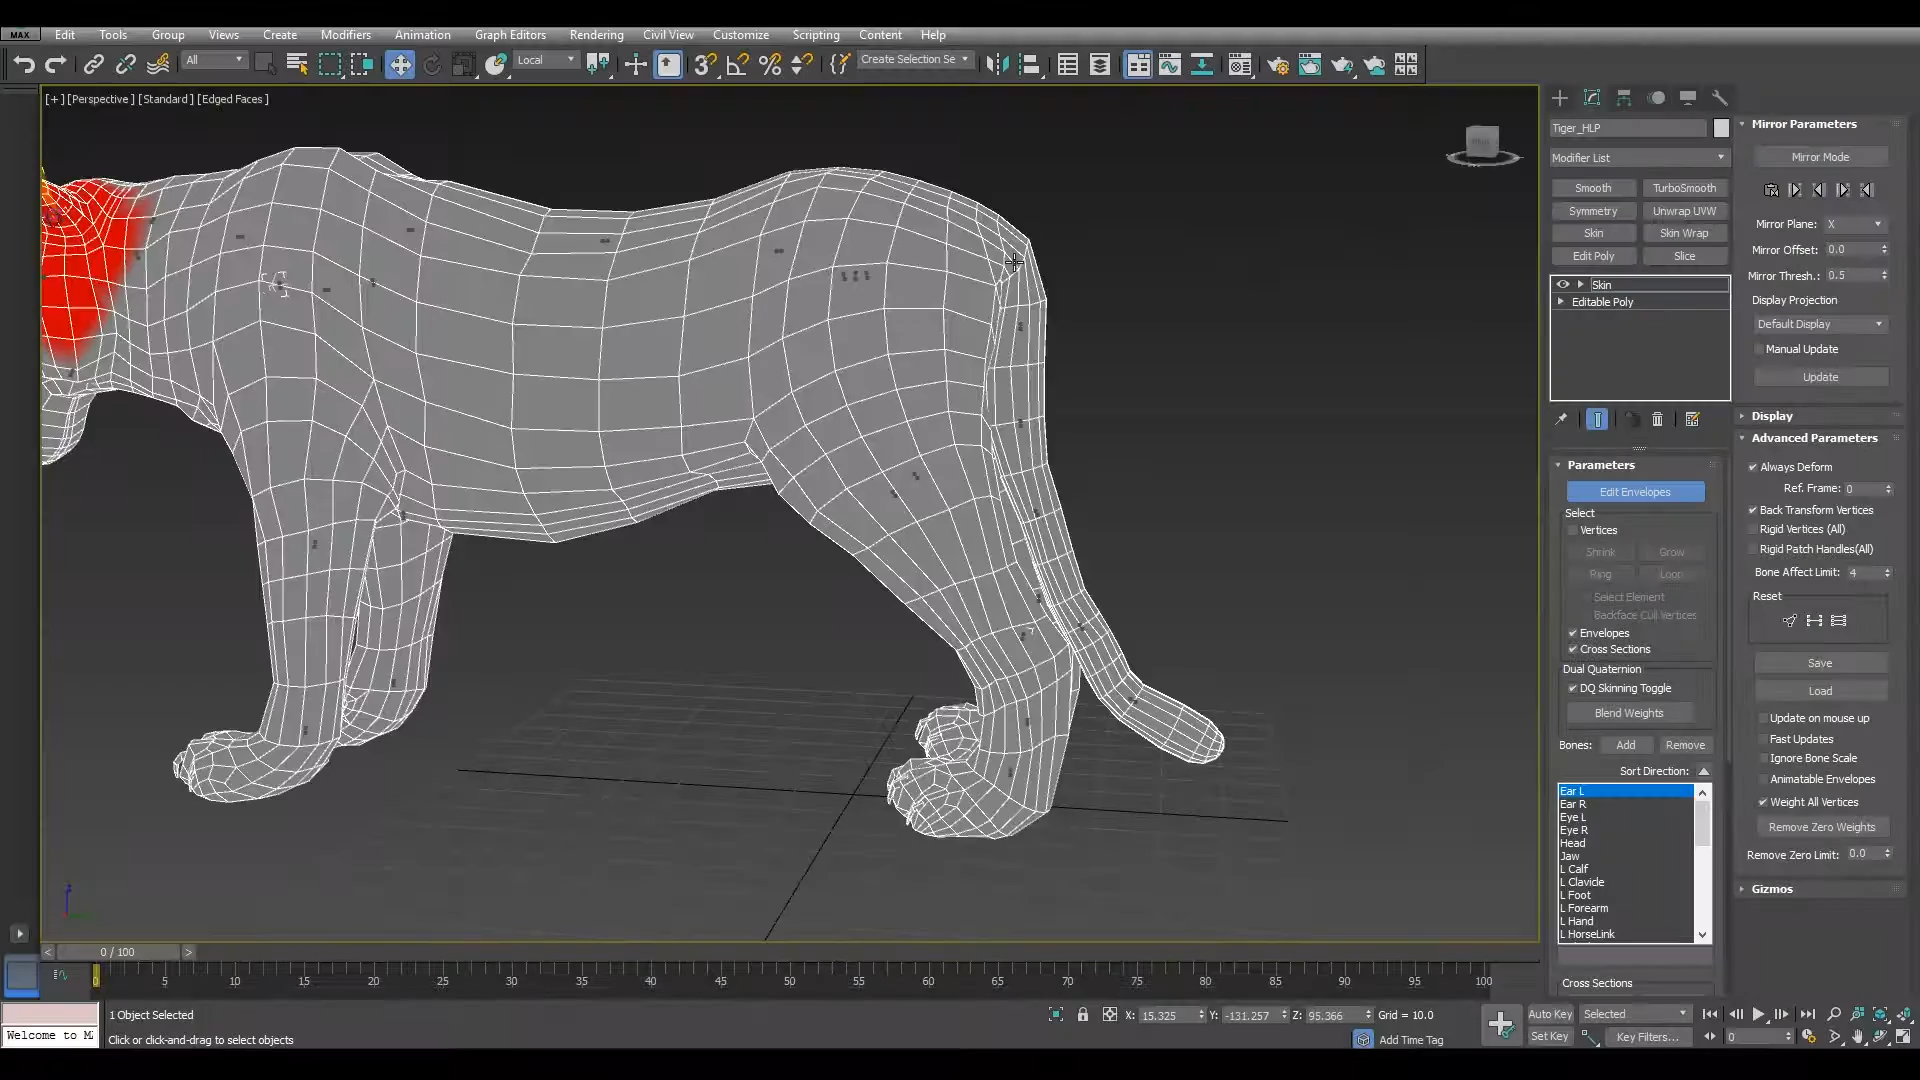 MAX Edit Tools Group Views Create Modifiers Animation Graph Editors Rendering Civil View Customize Scripting Content Help
All Local Create Selection Se
[+] [Perspective ] [Standard ] [Edged Faces ]
Tiger_HLP
Modifier List
Smooth TurboSmooth
Symmetry Unwrap UVW
Skin Skin Wrap
Edit Poly Slice
Skin
Editable Poly
Parameters
Edit Envelopes
Select
Vertices
Shrink Grow
Ring Loop
Select Element
Backface Cull Vertices
Envelopes
Cross Sections
Dual Quaternion
DQ Skinning Toggle
Blend Weights
Bones: Add Remove
Sort Direction:
Ear L
Ear R
Eye L
Eye R
Head
Jaw
L Calf
L Clavicle
L Foot
L Forearm
L Hand
L HorseLink
Cross Sections
Mirror Parameters
Mirror Mode
Mirror Plane: X
Mirror Offset: 0.0
Mirror Thresh.: 0.5
Display Projection
Default Display
Manual Update
Update
Display
Advanced Parameters
Always Deform
Ref. Frame: 0
Back Transform Vertices
Rigid Vertices (All)
Rigid Patch Handles(All)
Bone Affect Limit: 4
Reset
Save
Load
Update on mouse up
Fast Updates
Ignore Bone Scale
Animatable Envelopes
Weight All Vertices
Remove Zero Weights
Remove Zero Limit: 0.0
Gizmos
< 0 / 100 >
0 5 10 15 20 25 30 35 40 45 50 55 60 65 70 75 80 85 90 95 100
1 Object Selected
X: 15.325 Y: -131.257 Z: 95.366 Grid = 10.0
Auto Key Selected
Welcome to M
Click or click-and-drag to select objects
Add Time Tag
Set Key Key Filters... 0